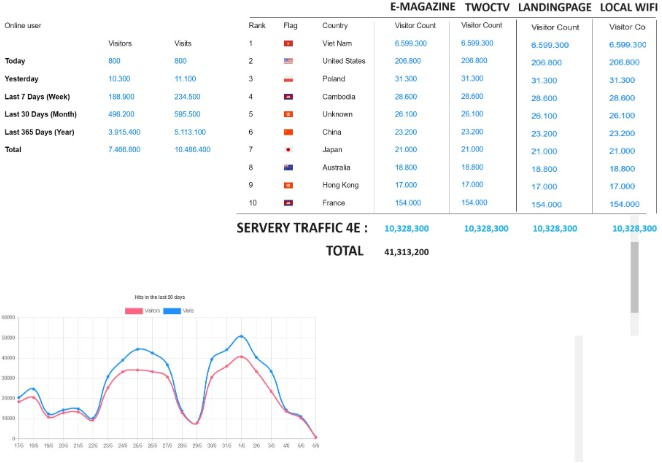 E-MAGAZINE TWOCTV LANDINGPAGE LOCAL WIFI
Online user
Rank Flag Country Visitor Count Visitor Count Visitor Count Visitor Co
Visitors Visits
Today 800 800
Yesterday 10.300 11.100
Last 7 Days (Week) 188.900 234.500
Last 30 Days (Month) 498.200 595.500
Last 365 Days (Year) 3.915.400 5.113.100
Total 7.466.800 10.486.400
1 Viet Nam 6.599.300 6.599.300 6.599.300 6.599.300
2 United States 206.800 206.800 206.800 206.800
3 Poland 31.300 31.300 31.300 31.300
4 Cambodia 28.600 28.600 28.600 28.600
5 Unknown 26.100 26.100 26.100 26.100
6 China 23.200 23.200 23.200 23.200
7 Japan 21.000 21.000 21.000 21.000
8 Australia 18.800 18.800 18.800 18.800
9 Hong Kong 17.000 17.000 17.000 17.000
10 France 154.000 154.000 154.000 154.000
SERVERY TRAFFIC 4E : 10,328,300 10,328,300 10,328,300 10,328,300
TOTAL 41,313,200
Hits in the last 20 days
Visitors Visits
60000
50000
40000
30000
20000
10000
0
17/5 18/5 19/5 20/5 21/5 22/5 23/5 24/5 25/5 26/5 27/5 28/5 29/5 30/5 31/5 1/6 2/6 3/6 4/6 5/6 6/6